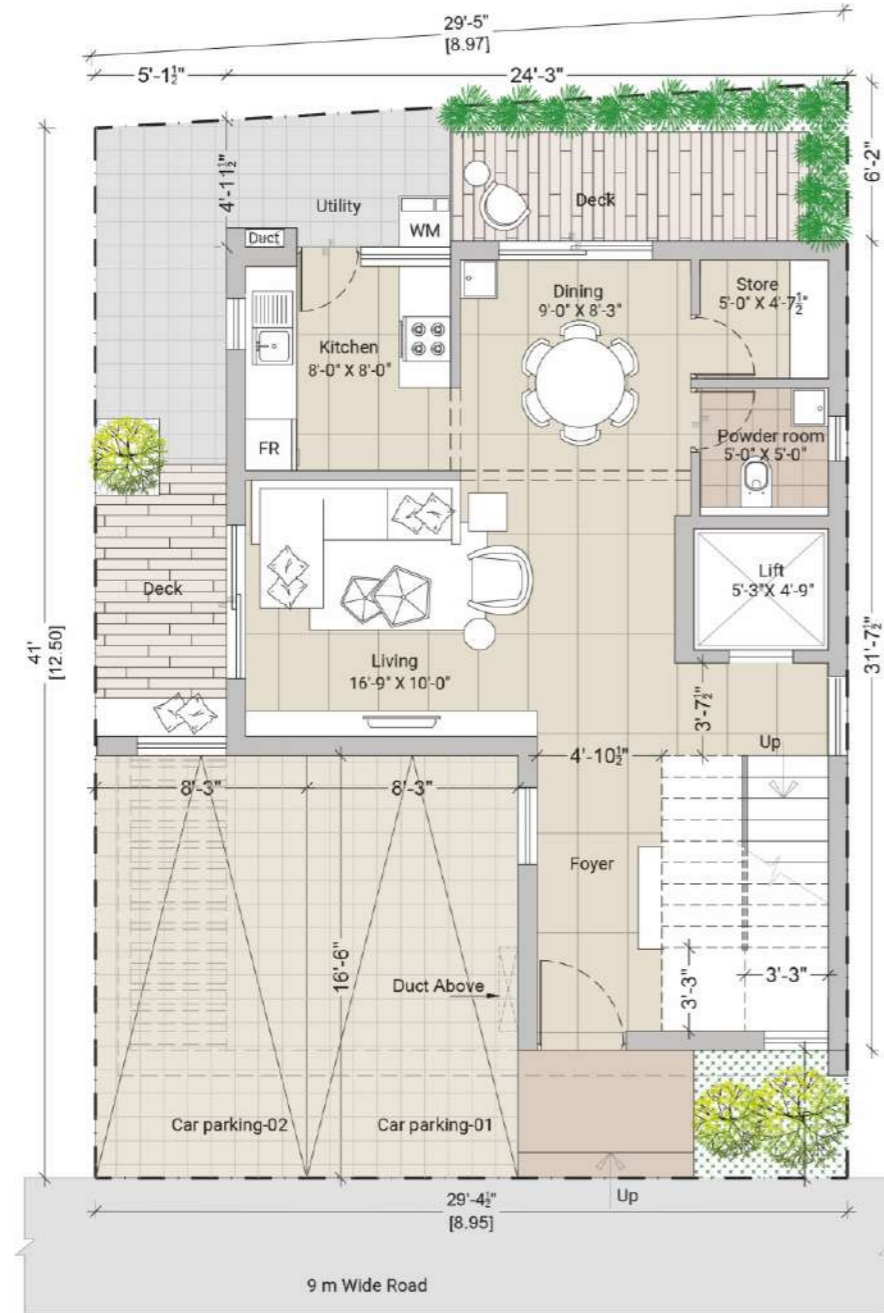 29'-5"
[8.97]
5'-1½"
24'-3"
6'-2"
4'-11½"
Utility
WM
Deck
Duct
Dining
9'-0" X 8'-3"
Store
5'-0" X 4'-7½"
Kitchen
8'-0" X 8'-0"
FR
Powder room
5'-0" X 5'-0"
Deck
Lift
5'-3"X 4'-9"
41'
[12.50]
31'-7½"
Living
16'-9" X 10'-0"
3'-7½"
Up
4'-10½"
8'-3"
8'-3"
Foyer
16'-6"
Duct Above
3'-3"
3'-3"
Car parking-02
Car parking-01
Up
29'-4½"
[8.95]
9 m Wide Road